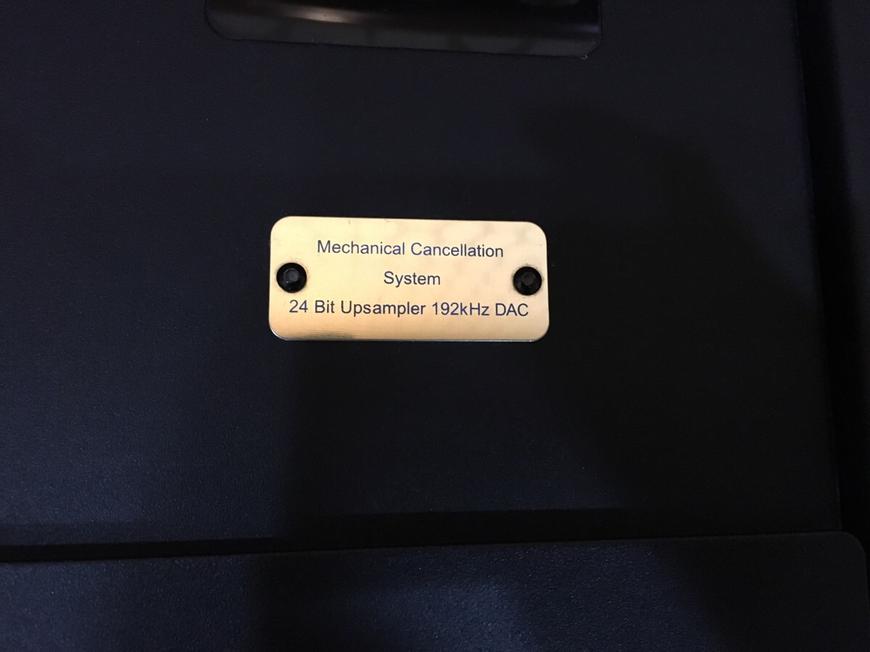 Mechanical Cancellation
System
24 Bit Upsampler 192kHz DAC